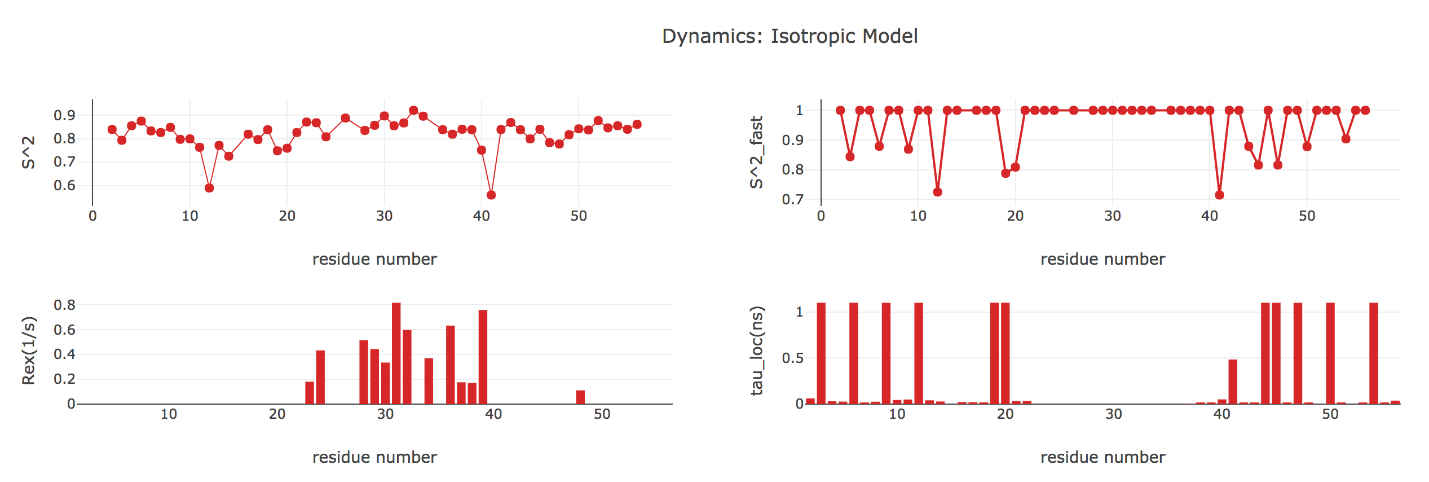 Dynamics: Isotropic Model
S^2
0.9
0.8
0.7
0.6
0 10 20 30 40 50
residue number
S^2_fast
1
0.9
0.8
0.7
0 10 20 30 40 50
residue number
Rex(1/s)
0.8
0.6
0.4
0.2
0
10 20 30 40 50
residue number
tau_loc(ns)
1
0.5
0
10 20 30 40 50
residue number